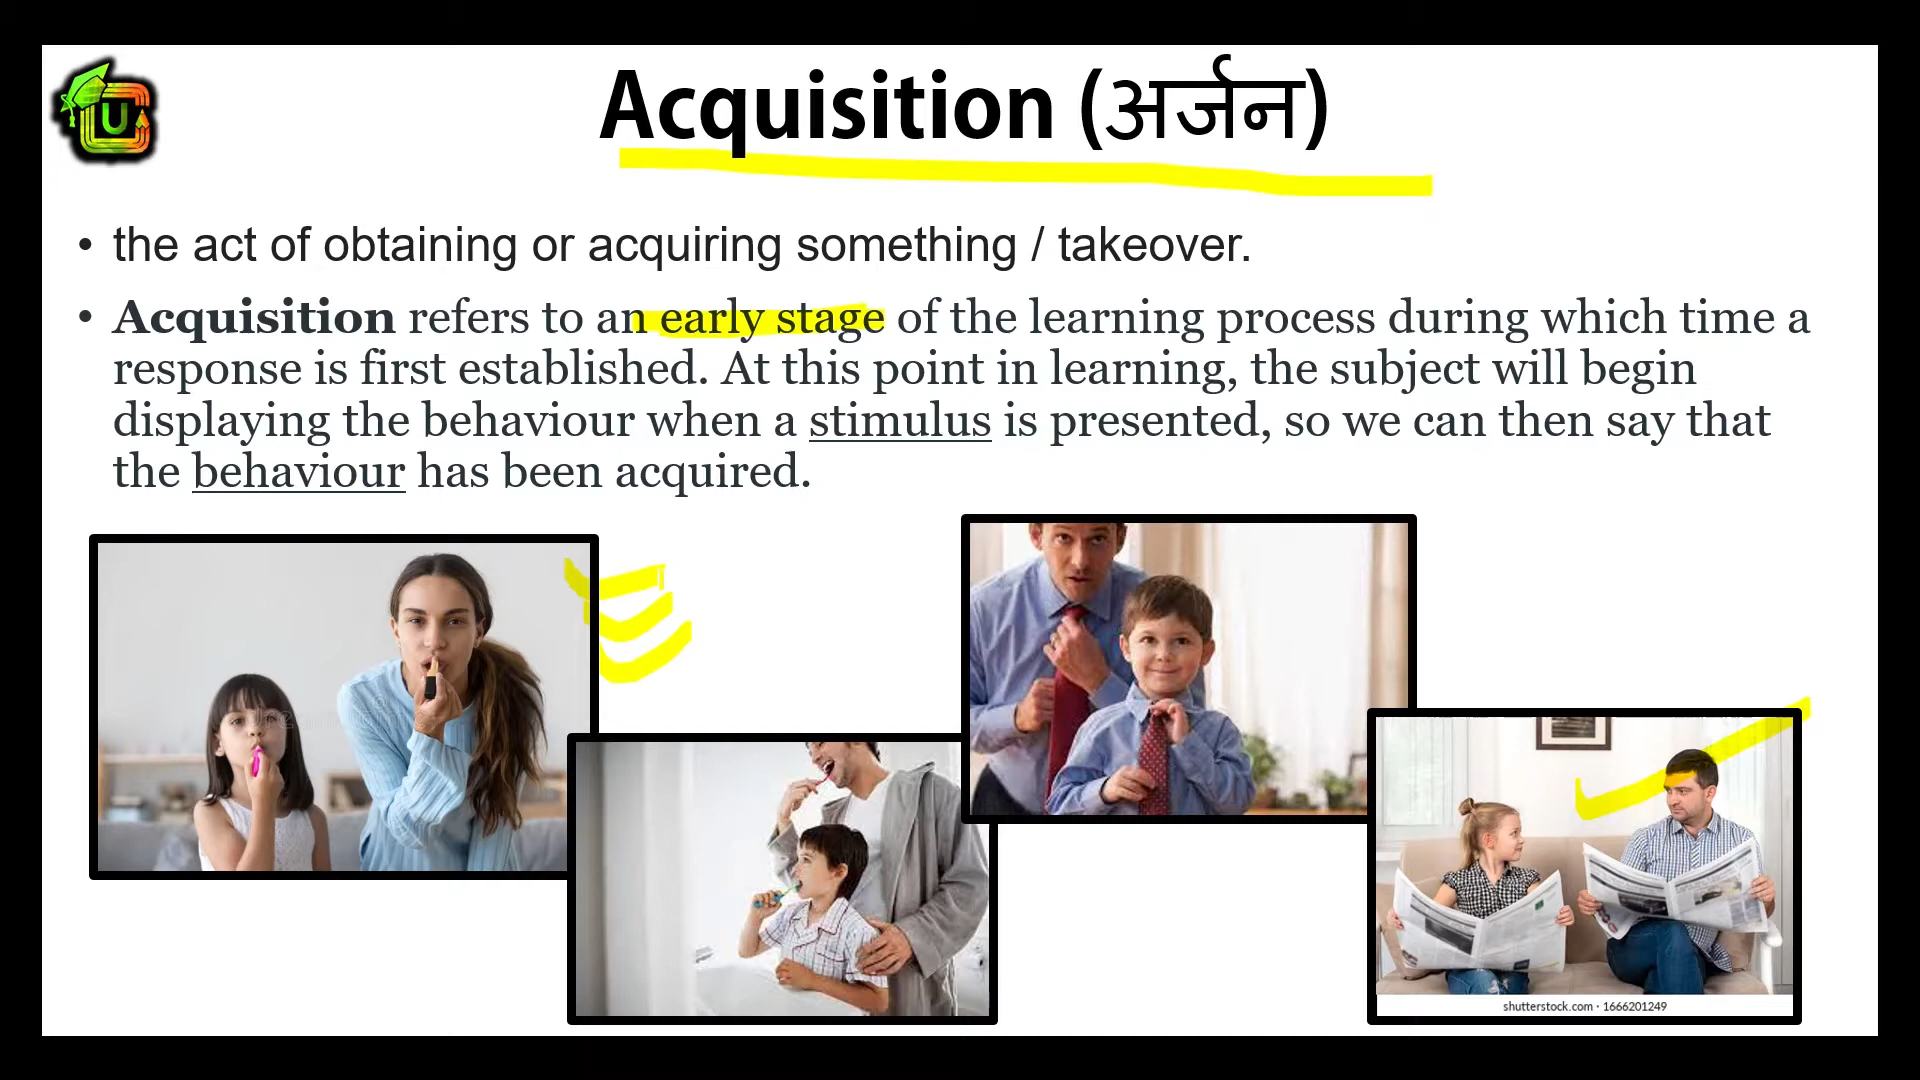 U
Acquisition (अर्जन)
• the act of obtaining or acquiring something / takeover.
• Acquisition refers to an early stage of the learning process during which time a
response is first established. At this point in learning, the subject will begin
displaying the behaviour when a stimulus is presented, so we can then say that
the behaviour has been acquired.
shutterstock.com · 1666201249